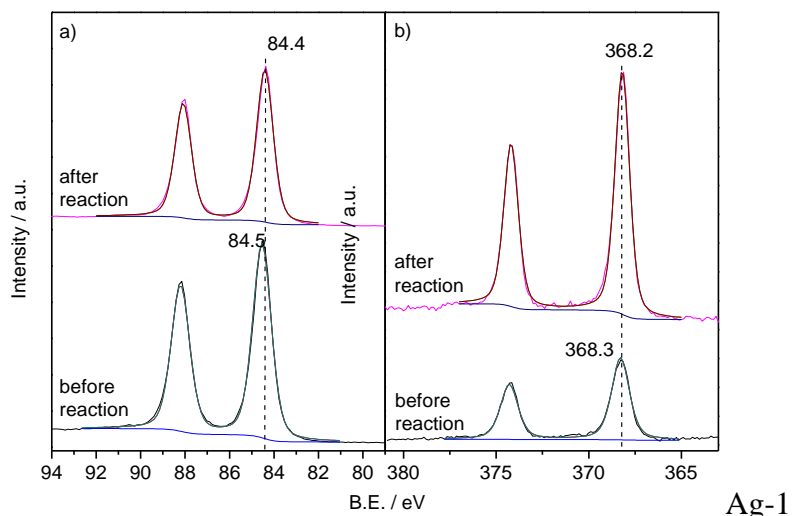 a)
84.4
after
reaction
84.5
before
reaction
Intensity / a.u.
94 92 90 88 86 84 82 80
b)
368.2
after
reaction
368.3
before
reaction
Intensity / a.u.
380 375 370 365
B.E. / eV
Ag-1